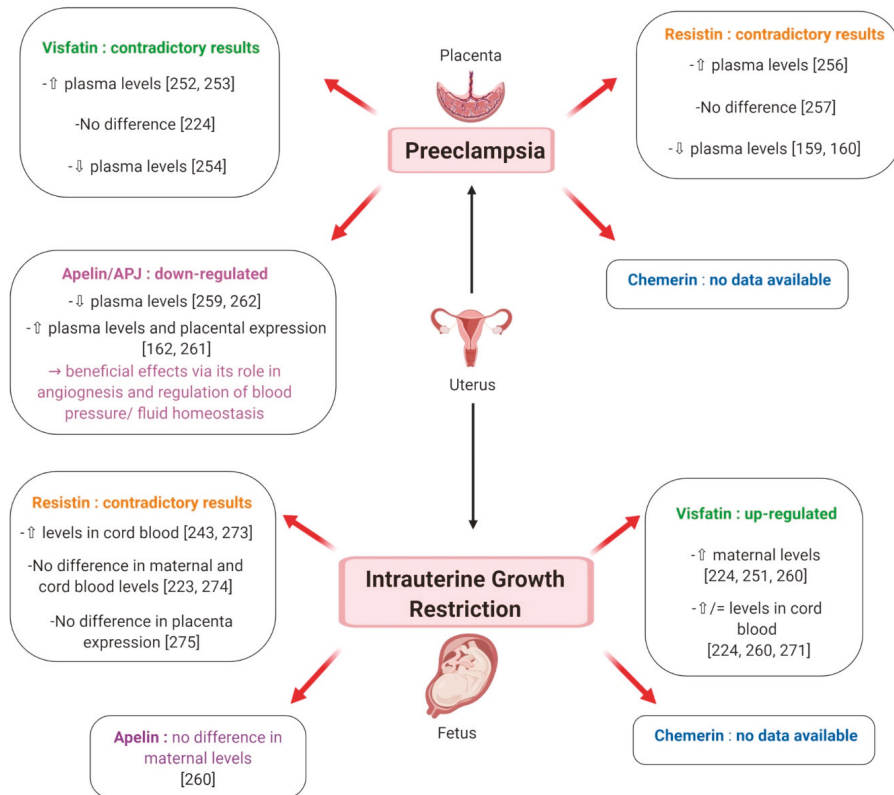 Visfatin : contradictory results
-⇧ plasma levels [252, 253]
-No difference [224]
-⇩ plasma levels [254]
Placenta
Preeclampsia
Resistin : contradictory results
-⇧ plasma levels [256]
-No difference [257]
-⇩ plasma levels [159, 160]
Apelin/APJ : down-regulated
-⇩ plasma levels [259, 262]
-⇧ plasma levels and placental expression
[162, 261]
→ beneficial effects via its role in
angiognesis and regulation of blood
pressure/ fluid homeostasis
Chemerin : no data available
Uterus
Resistin : contradictory results
-⇧ levels in cord blood [243, 273]
-No difference in maternal and
cord blood levels [223, 274]
-No difference in placenta
expression [275]
Intrauterine Growth
Restriction
Fetus
Visfatin : up-regulated
-⇧ maternal levels
[224, 251, 260]
-⇧/= levels in cord
blood
[224, 260, 271]
Apelin : no difference in
maternal levels
[260]
Chemerin : no data available